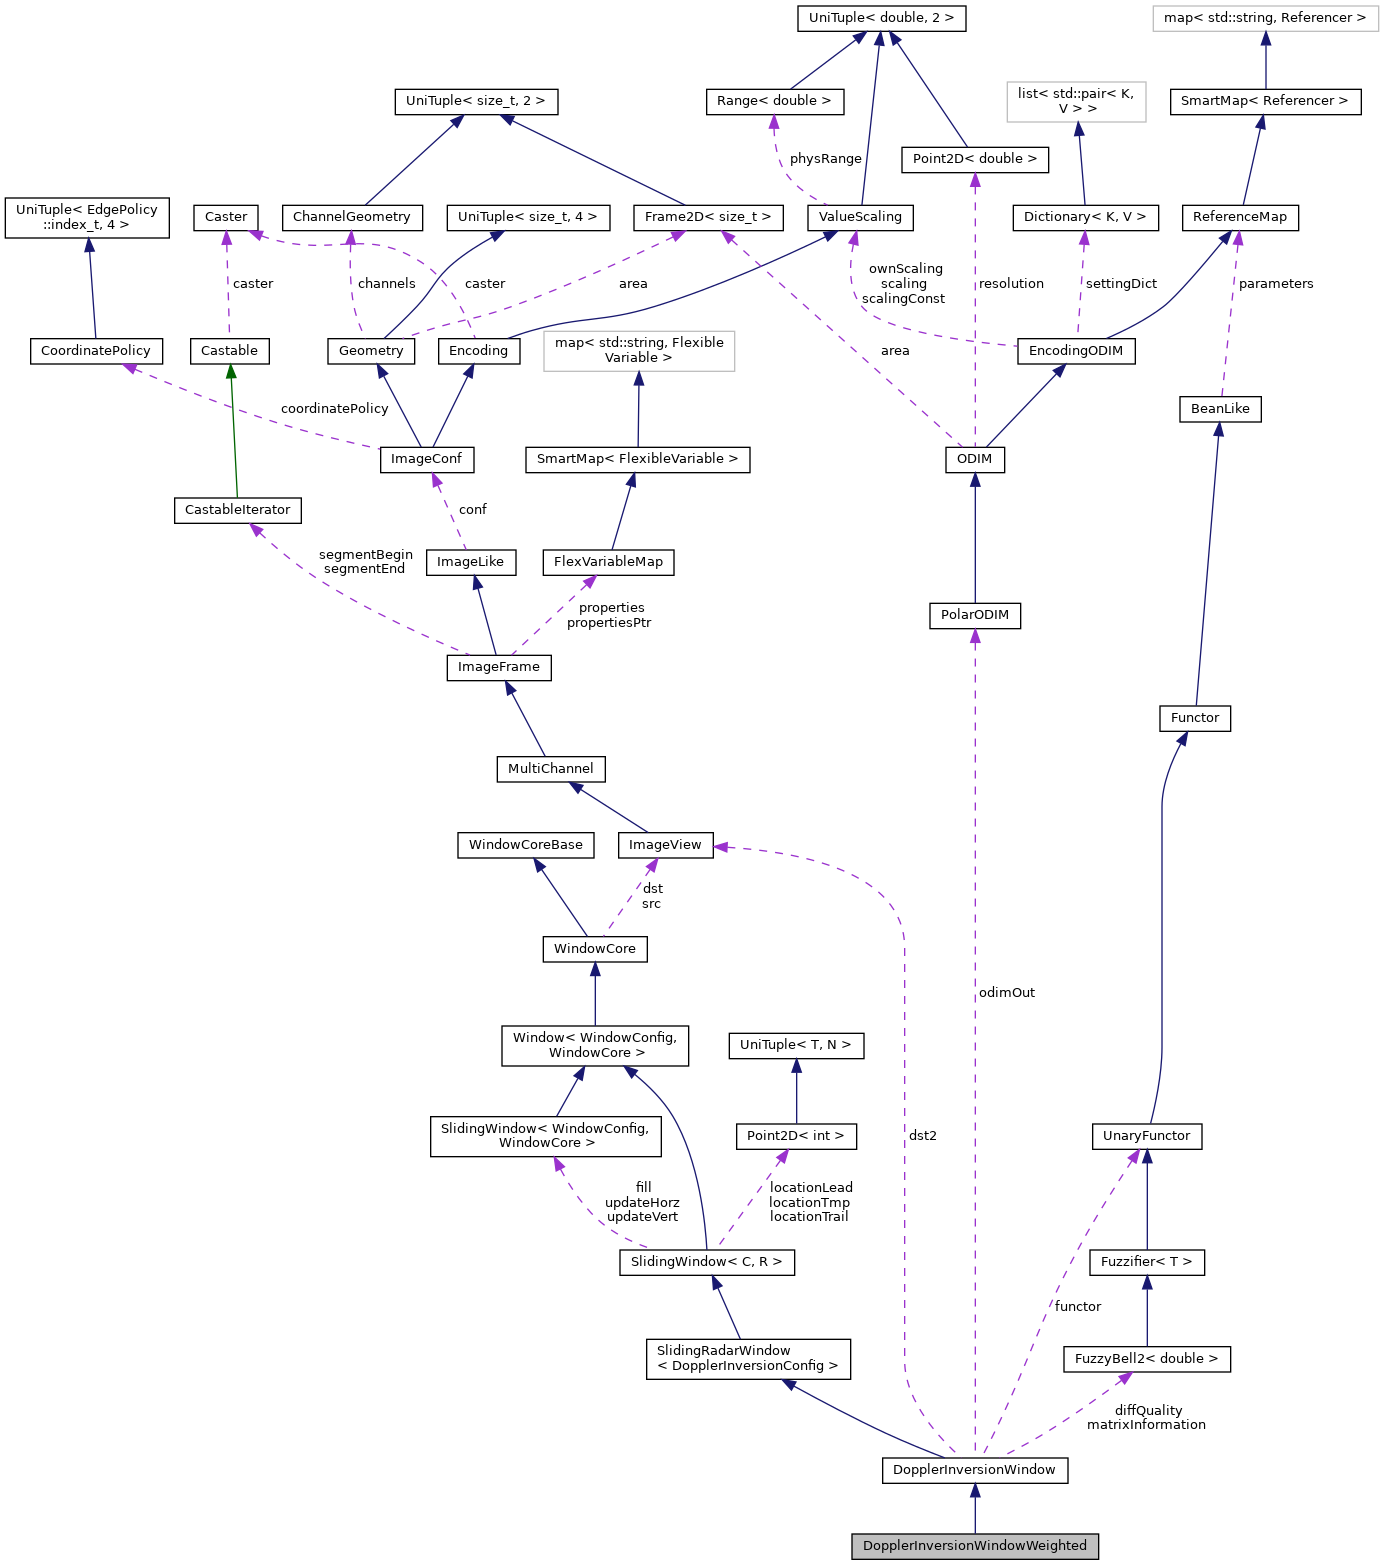 UniTuple< double, 2 >
map< std::string, Referencer >
UniTuple< size_t, 2 >
Range< double >
list< std::pair< K,
V > >
SmartMap< Referencer >
physRange
Point2D< double >
UniTuple< EdgePolicy
::index_t, 4 >
Caster
ChannelGeometry
UniTuple< size_t, 4 >
Frame2D< size_t >
ValueScaling
Dictionary< K, V >
ReferenceMap
caster
channels
caster
area
ownScaling
scaling
scalingConst
resolution
settingDict
parameters
CoordinatePolicy
Castable
Geometry
Encoding
map< std::string, Flexible
Variable >
area
EncodingODIM
coordinatePolicy
BeanLike
ImageConf
SmartMap< FlexibleVariable >
ODIM
CastableIterator
conf
segmentBegin
segmentEnd
ImageLike
FlexVariableMap
properties
propertiesPtr
PolarODIM
ImageFrame
Functor
MultiChannel
WindowCoreBase
ImageView
dst
src
WindowCore
odimOut
Window< WindowConfig,
WindowCore >
UniTuple< T, N >
SlidingWindow< WindowConfig,
WindowCore >
Point2D< int >
dst2
UnaryFunctor
fill
updateHorz
updateVert
locationLead
locationTmp
locationTrail
SlidingWindow< C, R >
Fuzzifier< T >
functor
SlidingRadarWindow
< DopplerInversionConfig >
FuzzyBell2< double >
diffQuality
matrixInformation
DopplerInversionWindow
DopplerInversionWindowWeighted